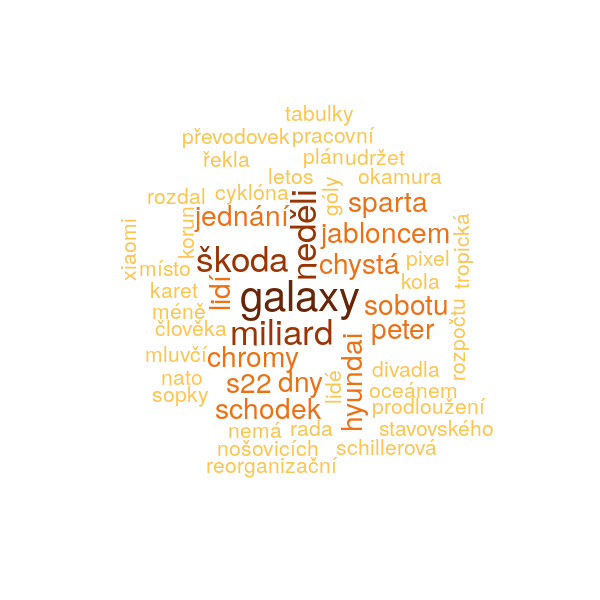 tabulky
převodovek pracovní
řekla plán udržet
letos okamura
rozdal cyklóna góly
sparta
korun jednání neděli
jabloncem
xiaomi
tropická
škoda chystá pixel
místo
lidí kola
karet galaxy sobotu
méně
člověka miliard peter
rozpočtu
mluvčí chromy hyundai
divadla
nato s22 dny lidé
sopky oceánem
schodek prodloužení
nemá rada stavovského
nošovicích schillerová
reorganizační